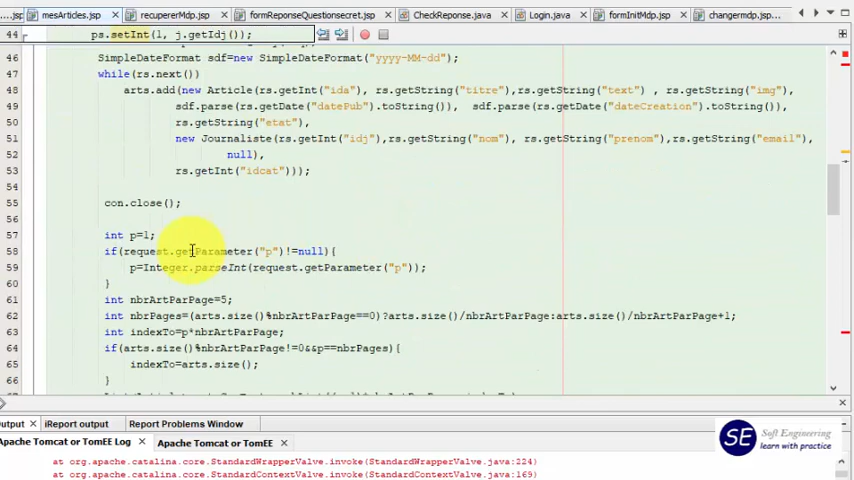 ...jsp mesArticles.jsp recupererMdp.jsp formReponseQuestionsecret.jsp CheckReponse.java Login.java formInitMdp.jsp changermdp.jsp
44 ps.setInt(1, j.getIdj());
46 SimpleDateFormat sdf=new SimpleDateFormat("yyyy-MM-dd");
47 while(rs.next())
48 arts.add(new Article(rs.getInt("ida"), rs.getString("titre"),rs.getString("text") , rs.getString("img"),
49 sdf.parse(rs.getDate("datePub").toString()), sdf.parse(rs.getDate("dateCreation").toString()),
50 rs.getString("etat"),
51 new Journaliste(rs.getInt("idj"),rs.getString("nom"), rs.getString("prenom"),rs.getString("email"),
52 null),
53 rs.getInt("idcat")));
54
55 con.close();
56
57 int p=1;
58 if(request.getParameter("p")!=null){
59 p=Integer.parseInt(request.getParameter("p"));
60 }
61 int nbrArtParPage=5;
62 int nbrPages=(arts.size()%nbrArtParPage==0)?arts.size()/nbrArtParPage:arts.size()/nbrArtParPage+1;
63 int indexTo=p*nbrArtParPage;
64 if(arts.size()%nbrArtParPage!=0&&p==nbrPages){
65 indexTo=arts.size();
66 }
Output iReport output Report Problems Window
Apache Tomcat or TomEE Log Apache Tomcat or TomEE
at org.apache.catalina.core.StandardWrapperValve.invoke(StandardWrapperValve.java:224)
at org.apache.catalina.core.StandardContextValve.invoke(StandardContextValve.java:169)
SE Soft Engineering
learn with practice